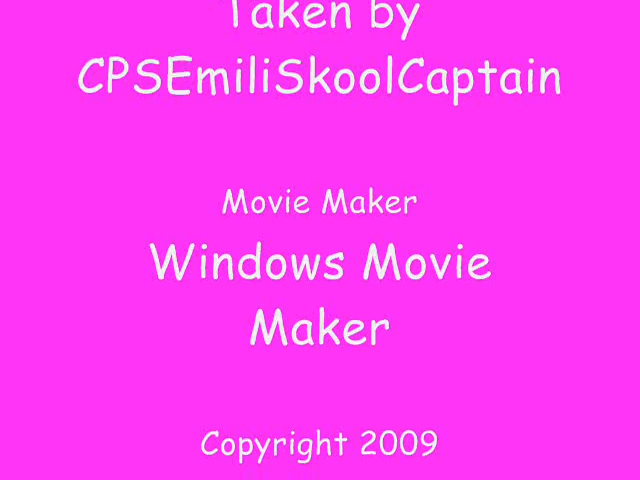 Taken by
CPSEmiliSkoolCaptain
Movie Maker
Windows Movie
Maker
Copyright 2009